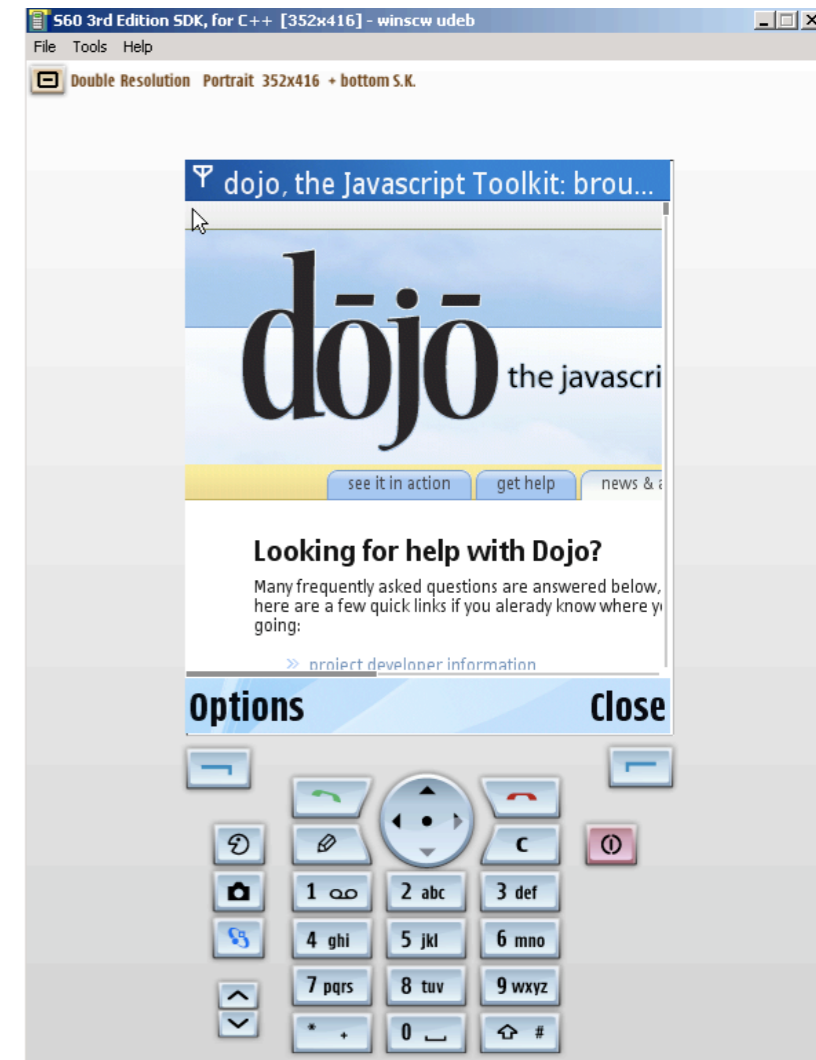 S60 3rd Edition SDK, for C++ [352x416] - winscw udeb
File Tools Help
Double Resolution Portrait 352x416 + bottom S.K.
dojo, the Javascript Toolkit: brou...
dōjō
the javascri
see it in action get help news & a
Looking for help with Dojo?
Many frequently asked questions are answered below,
here are a few quick links if you alerady know where yo
going:
» project developer information
Options Close
C
1 2 abc 3 def
4 ghi 5 jkl 6 mno
7 pqrs 8 tuv 9 wxyz
* + 0 #